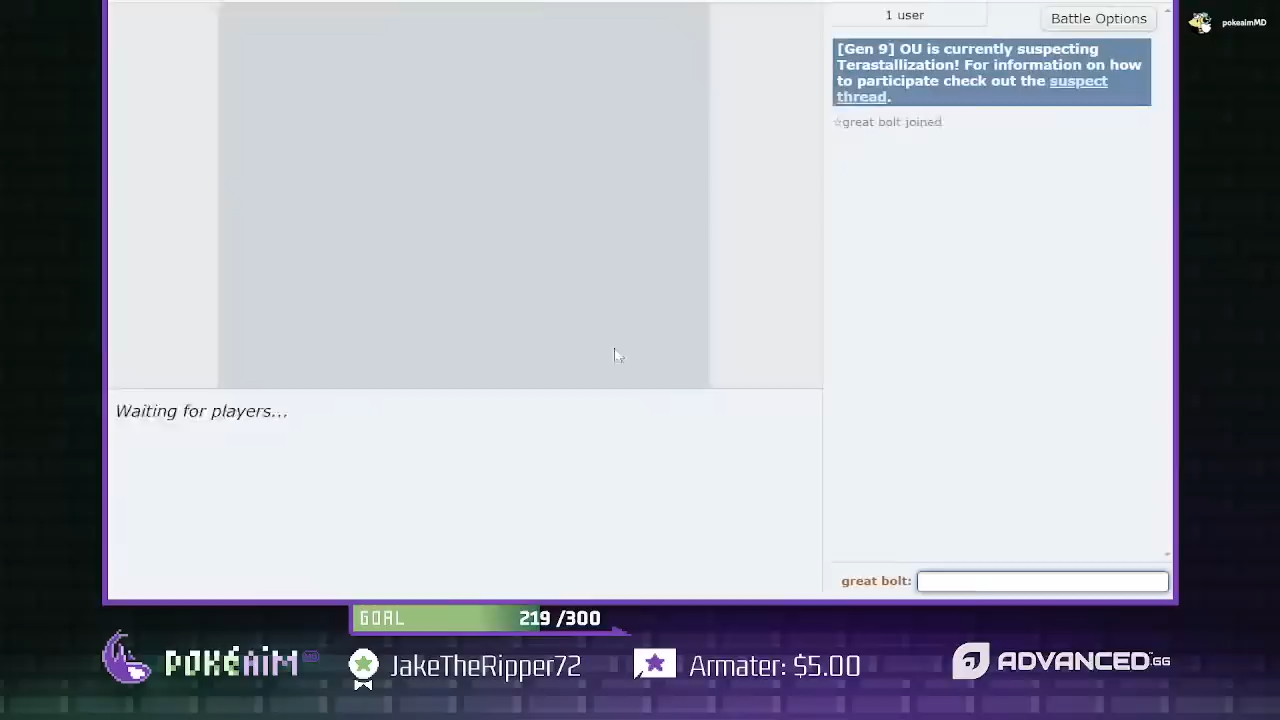 1 user
Battle Options
pokeaimMD
[Gen 9] OU is currently suspecting
Terastallization! For information on how
to participate check out the suspect
thread.
☆great bolt joined
Waiting for players...
great bolt:
GOAL 219 /300
POKÉAIM MD
JakeTheRipper72
Armater: $5.00
ADVANCED.GG